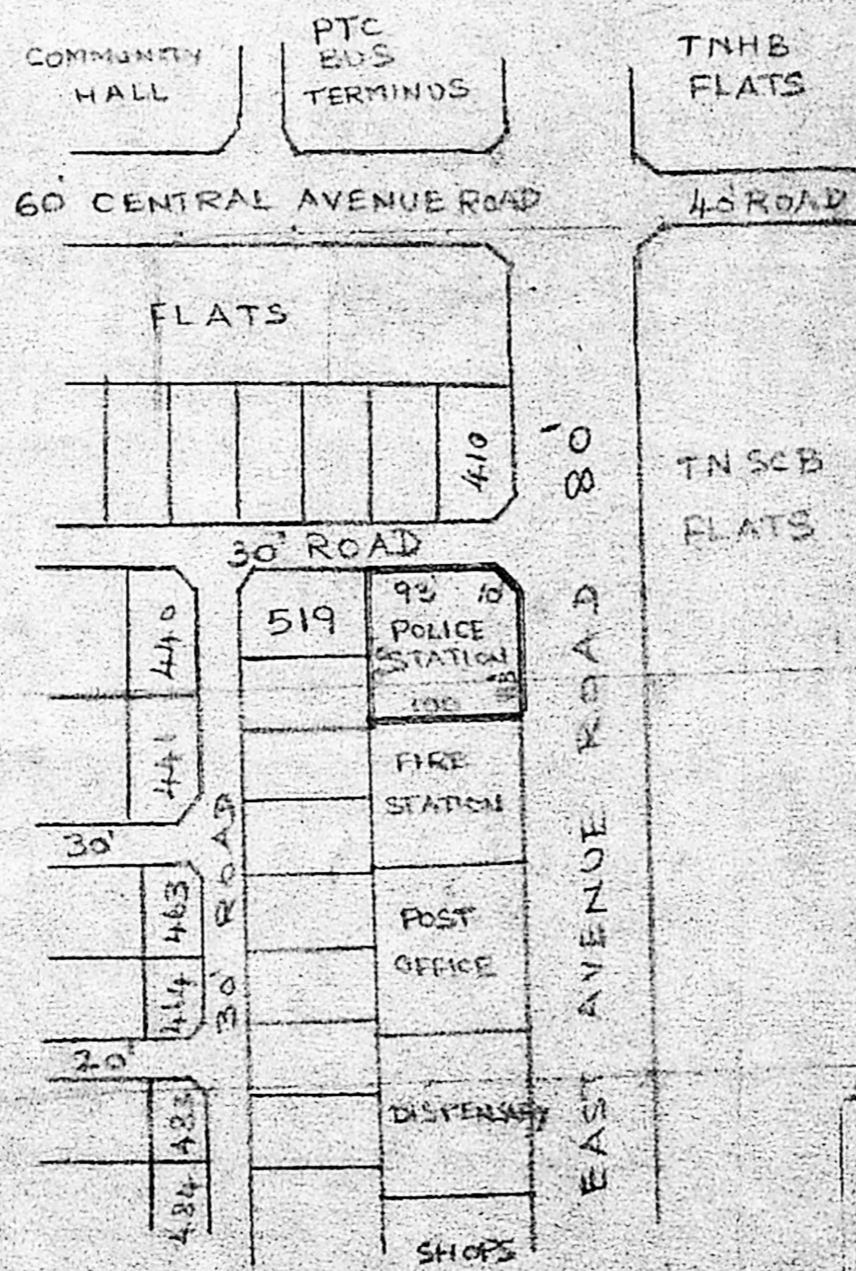 COMMUNITY
HALL
PTC
BUS
TERMINUS
TNHB
FLATS
60' CENTRAL AVENUE ROAD
40' ROAD
FLATS
410
80'
TNSCB
FLATS
30' ROAD
519
93' 10'
POLICE
STATION
100
440
441
FIRE
STATION
EAST AVENUE ROAD
30'
30' ROAD
463
464
POST
OFFICE
20'
483
484
DISPENSARY
SHOPS